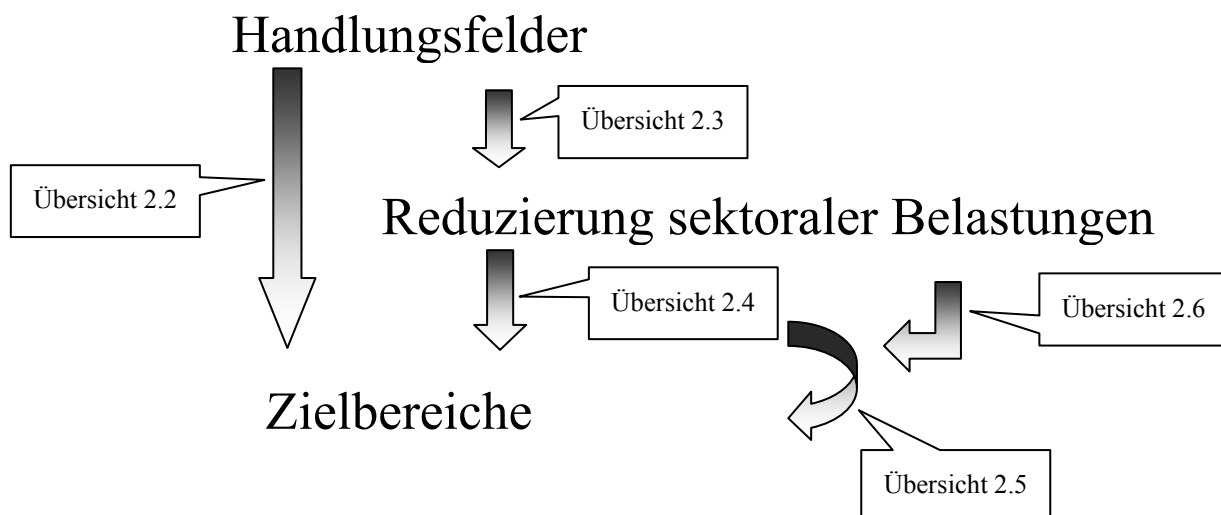 Handlungsfelder
Übersicht 2.3
Übersicht 2.2
Reduzierung sektoraler Belastungen
Übersicht 2.4
Übersicht 2.6
Zielbereiche
Übersicht 2.5